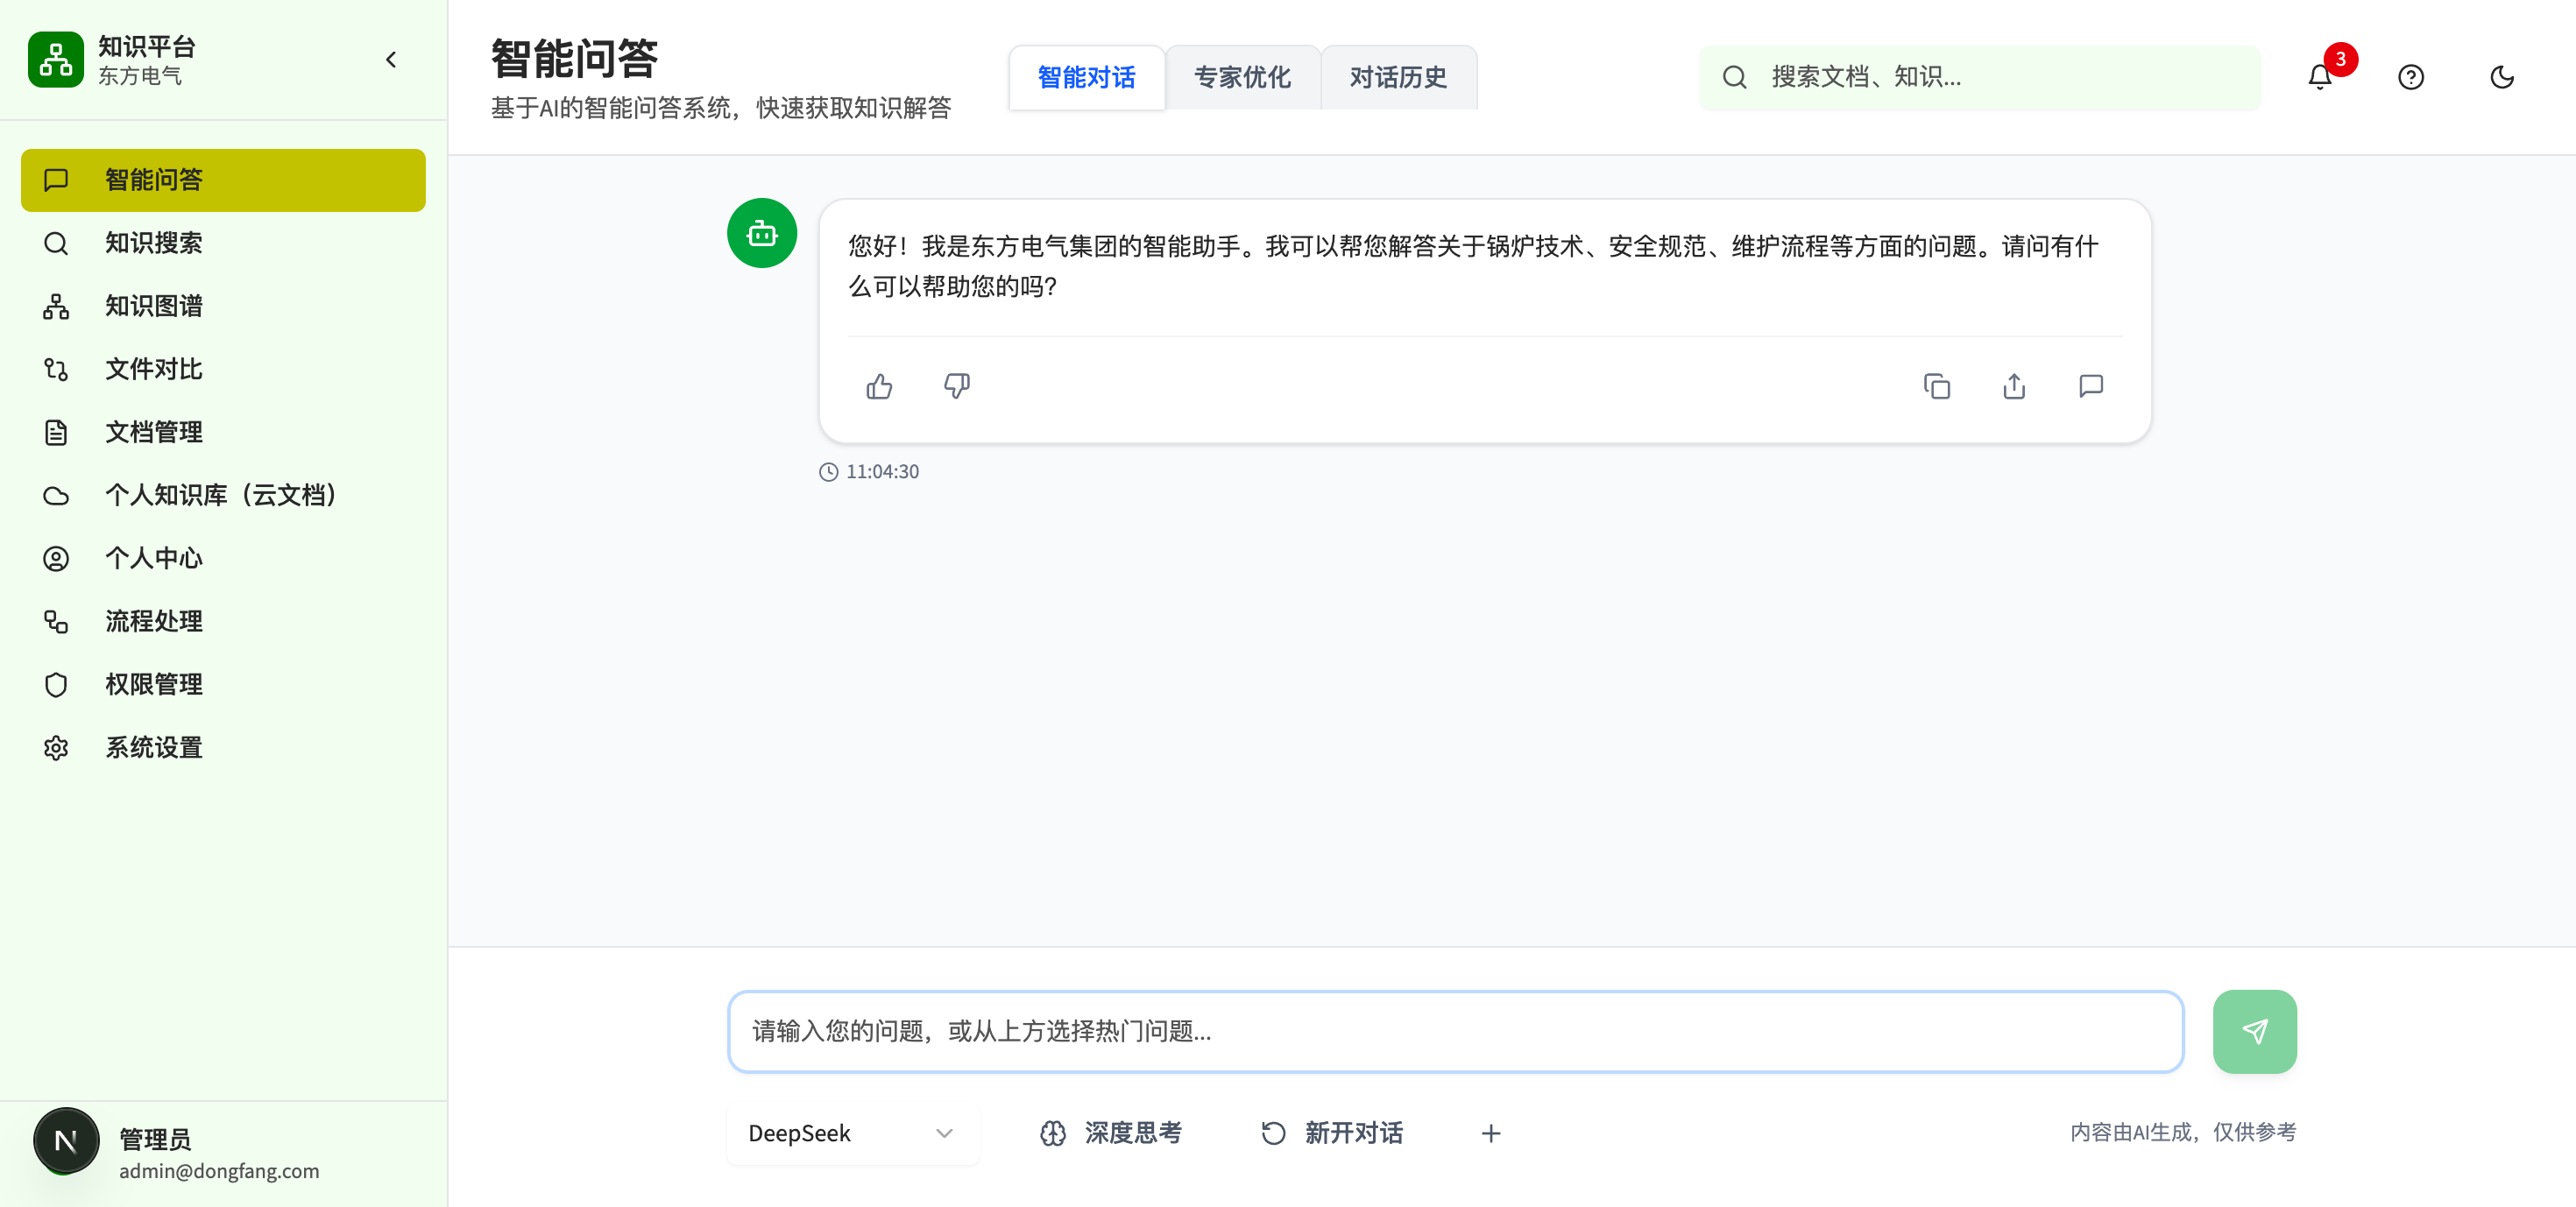 知识平台
东方电气
智能问答
知识搜索
知识图谱
文件对比
文档管理
个人知识库（云文档）
个人中心
流程处理
权限管理
系统设置
N
管理员
admin@dongfang.com
智能问答
基于AI的智能问答系统，快速获取知识解答
智能对话
专家优化
对话历史
搜索文档、知识...
3
您好！我是东方电气集团的智能助手。我可以帮您解答关于锅炉技术、安全规范、维护流程等方面的问题。请问有什
么可以帮助您的吗?
11:04:30
请输入您的问题，或从上方选择热门问题...
DeepSeek
深度思考
新开对话
内容由AI生成，仅供参考